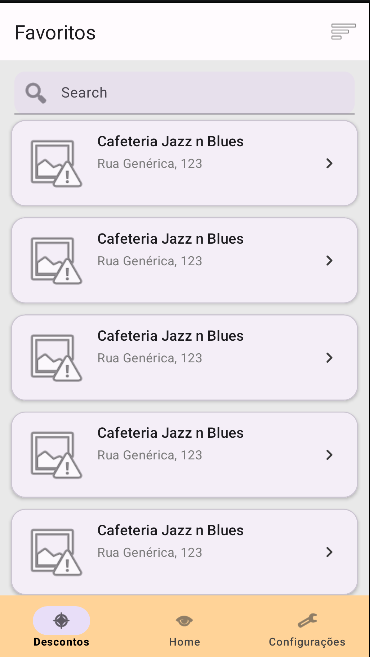 Favoritos
Search
Cafeteria Jazz n Blues
Rua Genérica, 123
Cafeteria Jazz n Blues
Rua Genérica, 123
Cafeteria Jazz n Blues
Rua Genérica, 123
Cafeteria Jazz n Blues
Rua Genérica, 123
Cafeteria Jazz n Blues
Rua Genérica, 123
Descontos
Home
Configurações